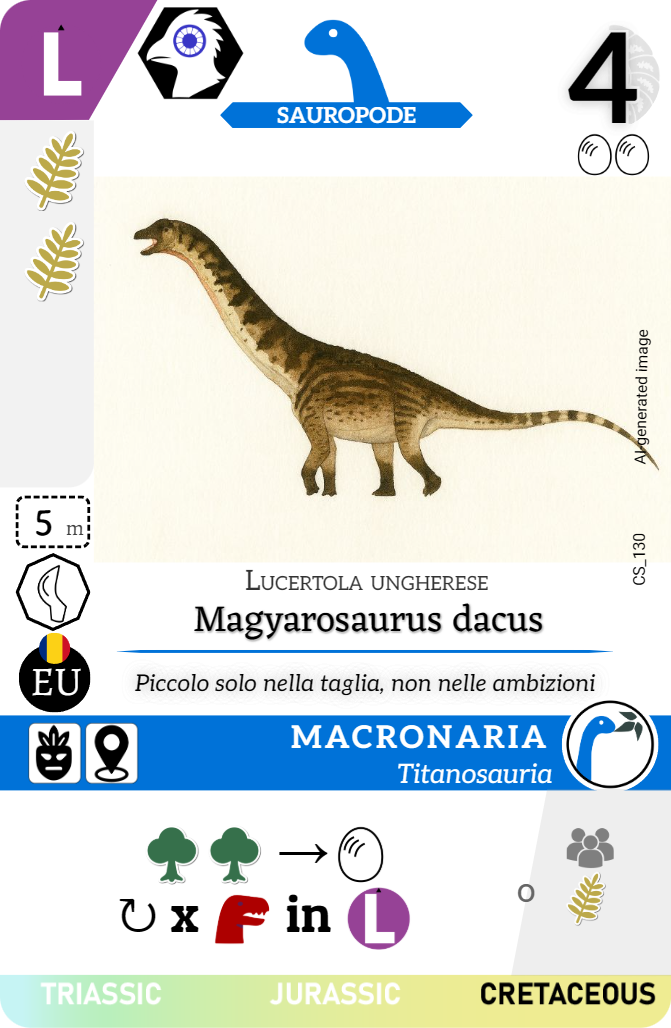 L
SAUROPODE
4
AI generated image
5 m
CS_130
Lucertola ungherese
Magyarosaurus dacus
EU
Piccolo solo nella taglia, non nelle ambizioni
MACRONARIA
Titanosauria
→
↻ x in L
o
TRIASSIC JURASSIC CRETACEOUS